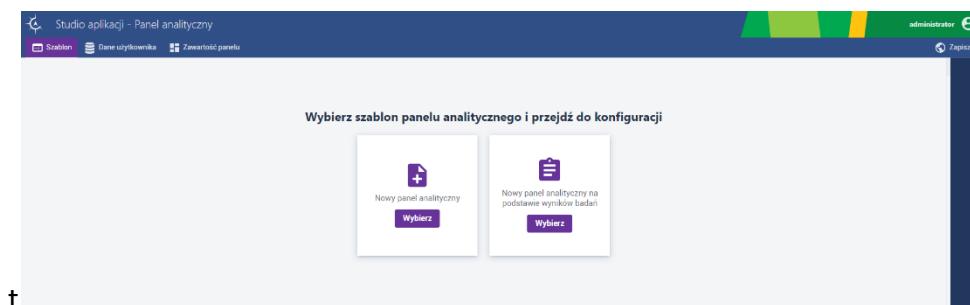 Studio aplikacji - Panel analityczny
administrator
Szablon Dane użytkownika Zawartość panelu
Wybierz szablon panelu analitycznego i przejdź do konfiguracji
Nowy panel analityczny
Wybierz
Nowy panel analityczny na
podstawie wyników badań
Wybierz
t